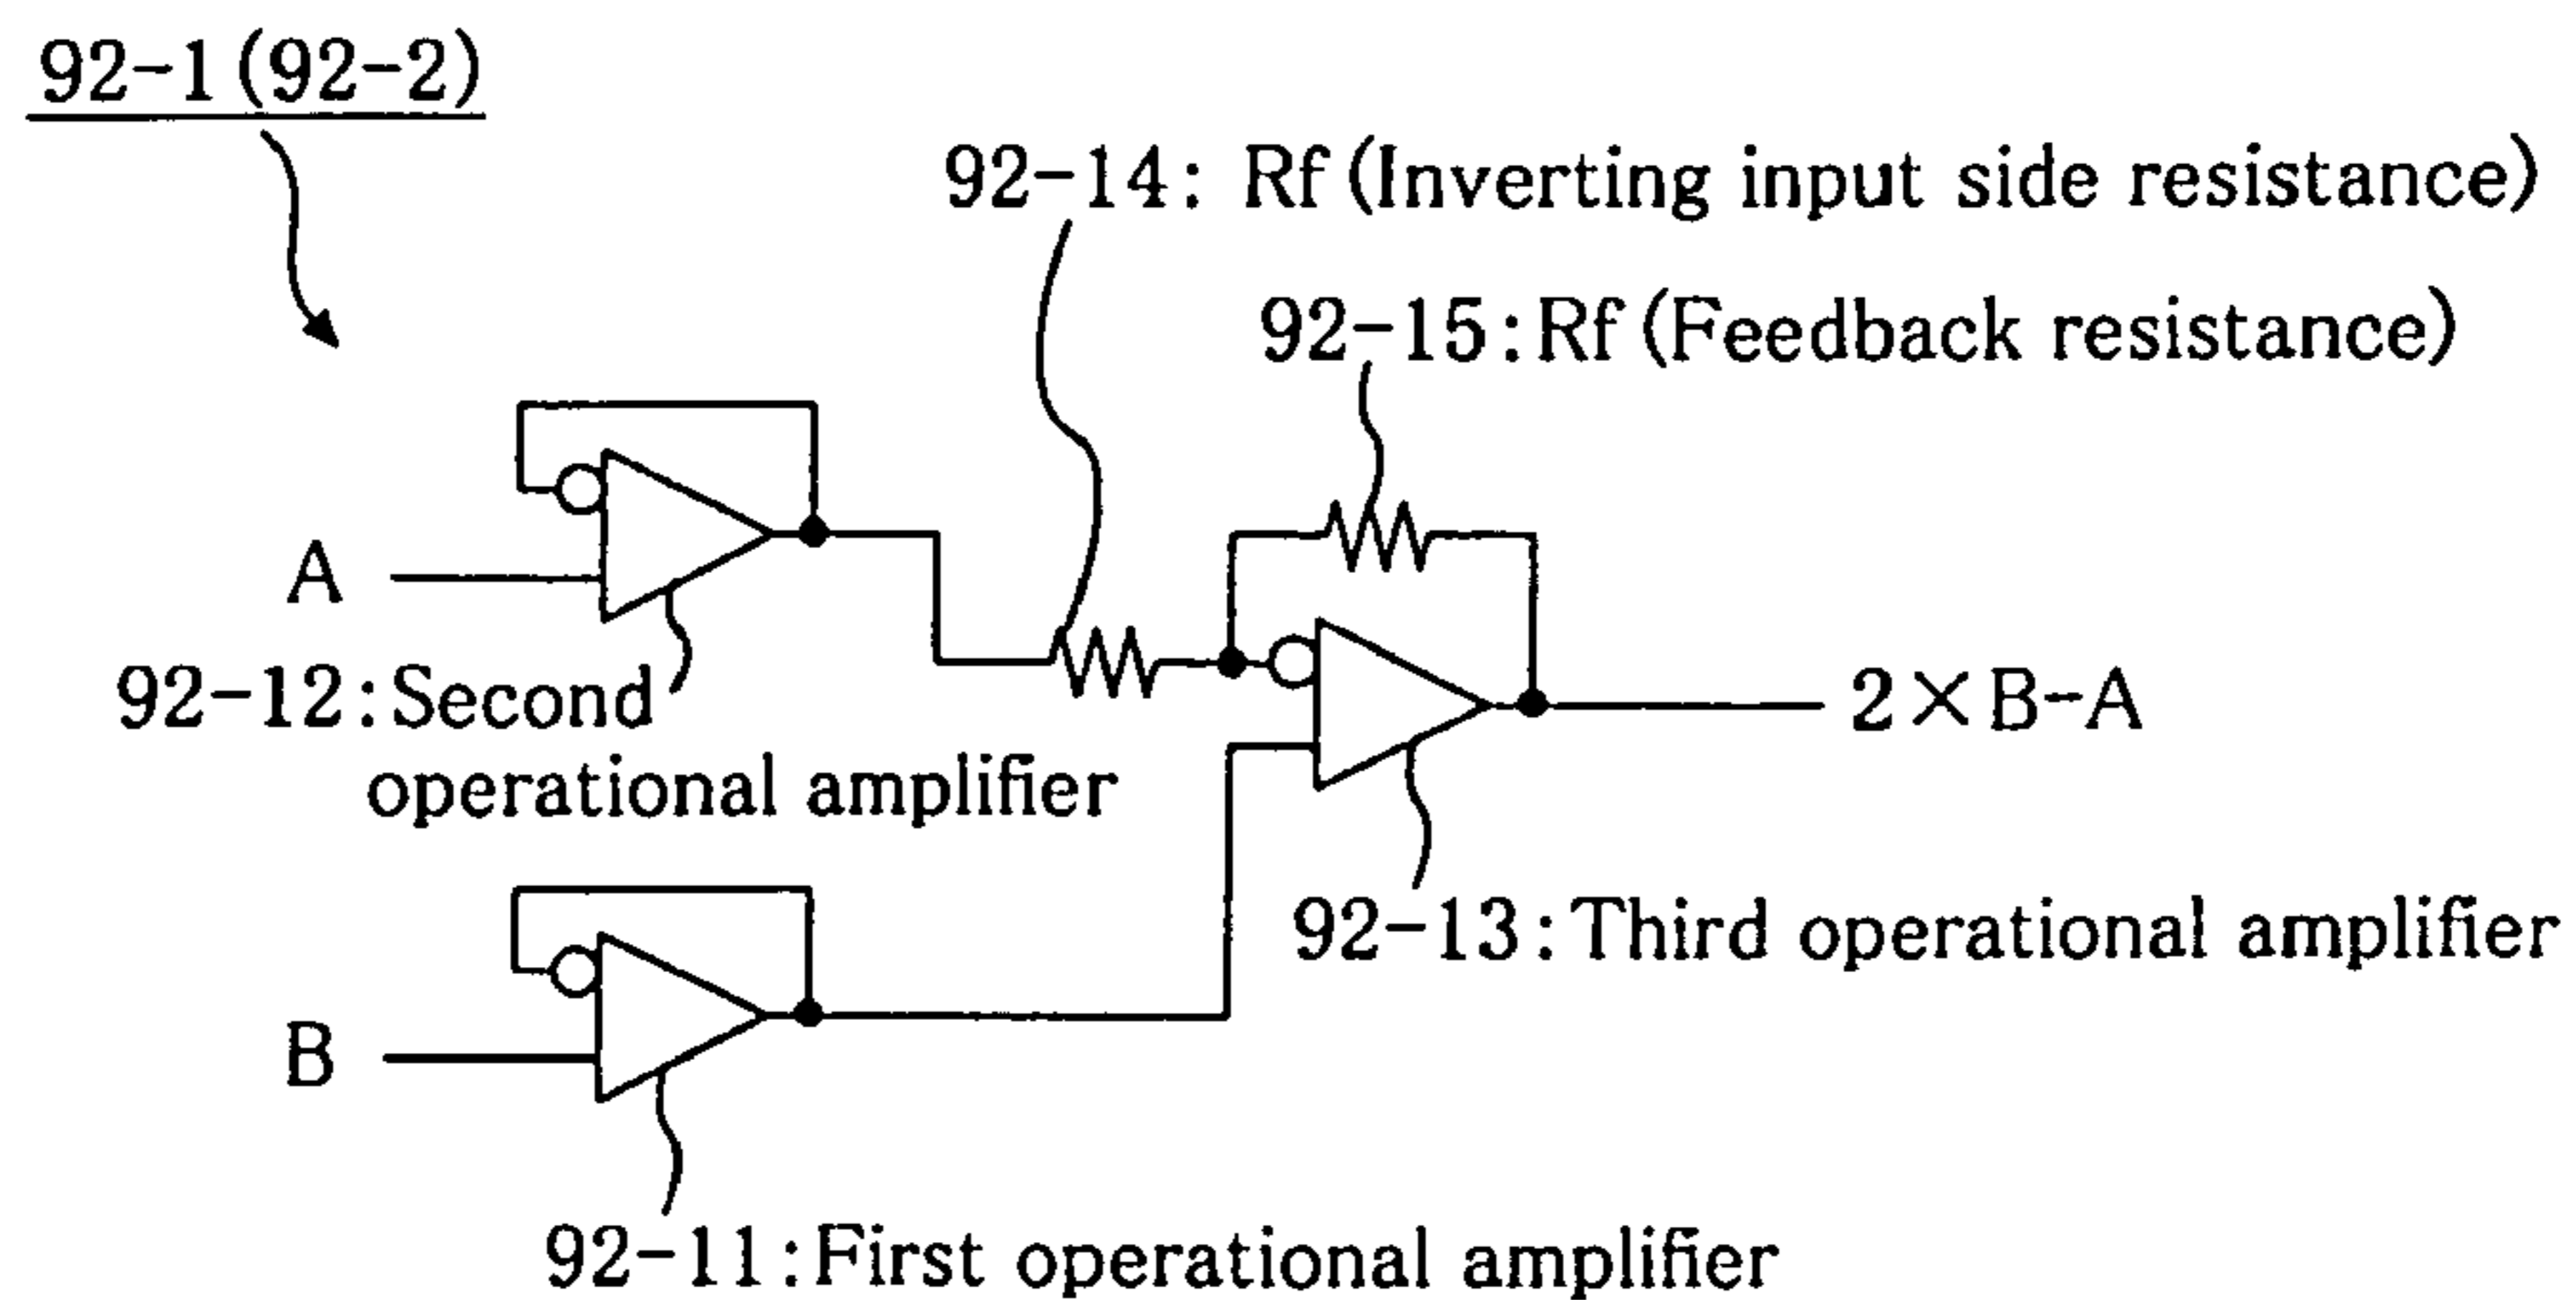 92-1 (92-2)
92-14: Rf (Inverting input side resistance)
92-15:Rf (Feedback resistance)
A
92-12:Second
operational amplifier
2×B-A
92-13:Third operational amplifier
B
92-11:First operational amplifier